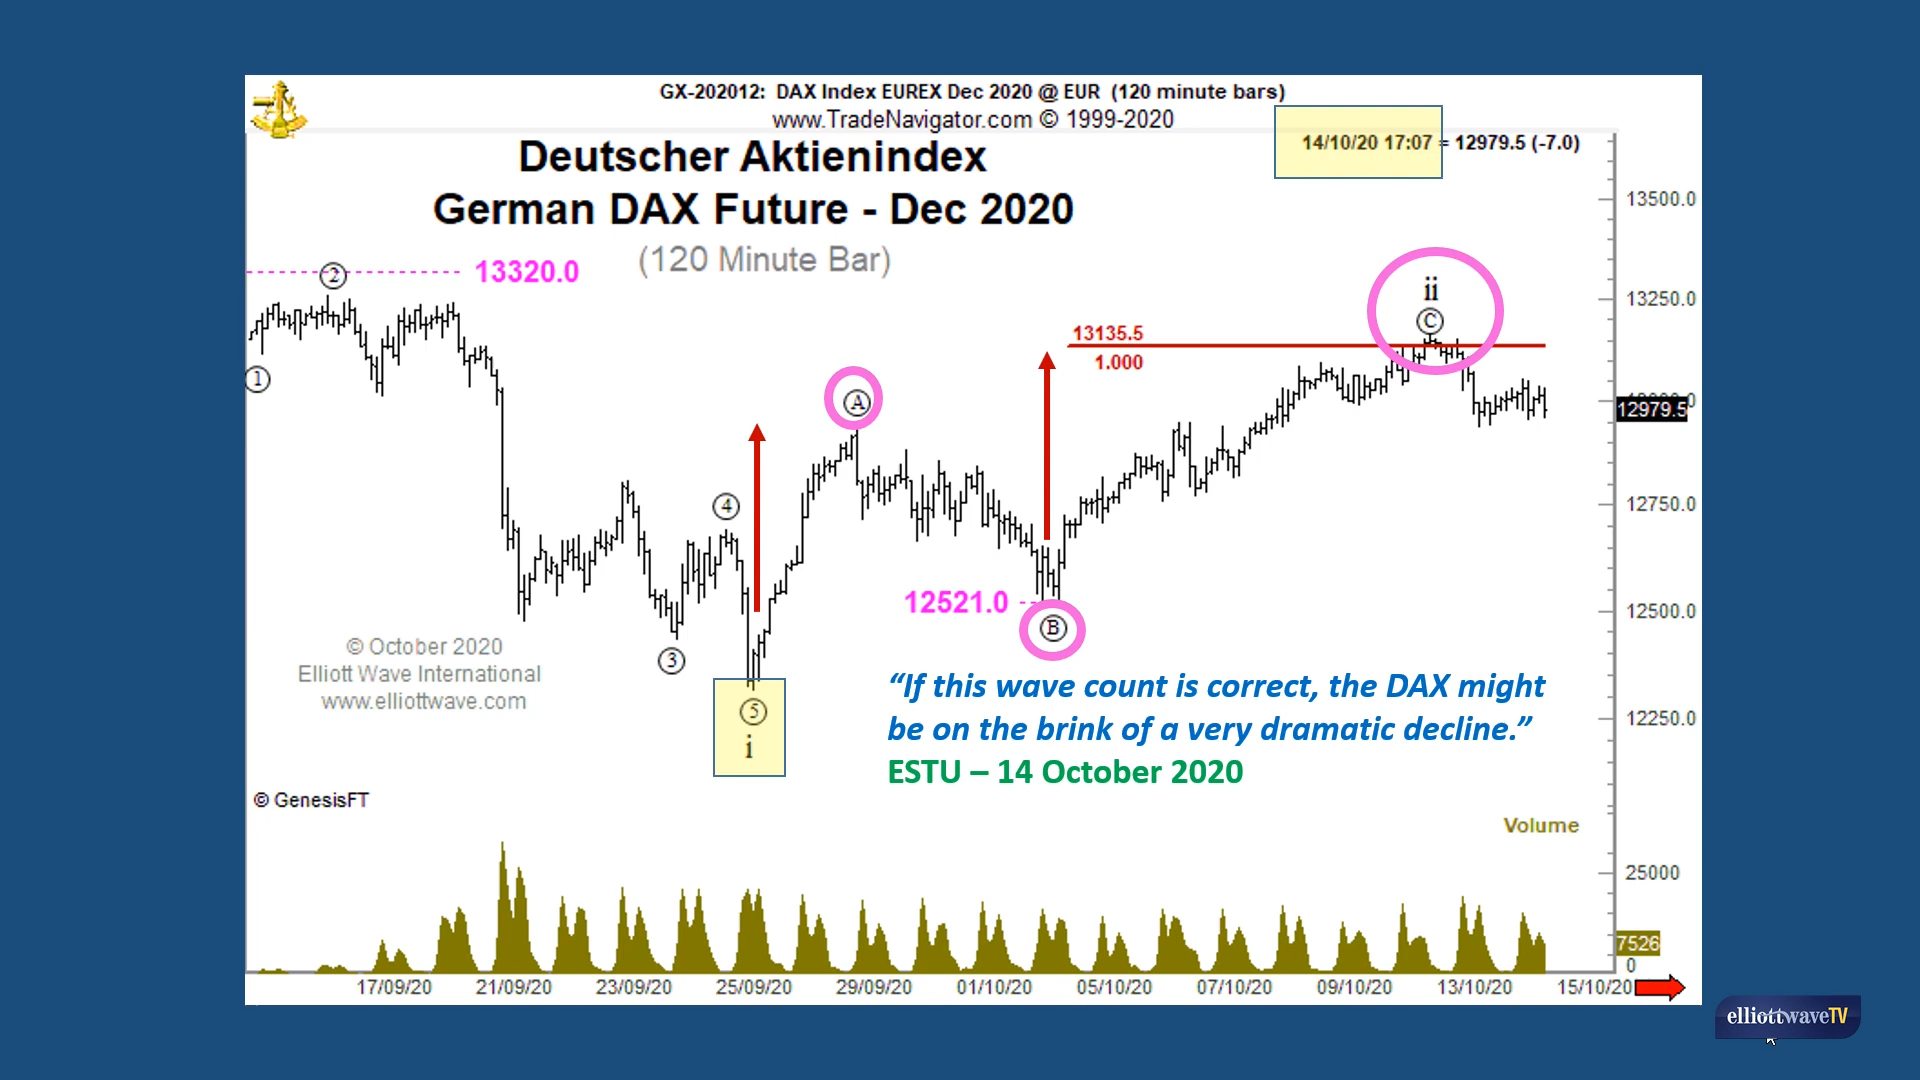 GX-202012: DAX Index EUREX Dec 2020 @ EUR (120 minute bars)
www.TradeNavigator.com © 1999-2020
14/10/20 17:07 = 12979.5 (-7.0)
Deutscher Aktienindex
German DAX Future - Dec 2020
(120 Minute Bar)
13500.0
13250.0
12979.5
12750.0
12500.0
12250.0
2
13320.0
1
ii
C
13135.5
1.000
A
4
3
12521.0
B
5
i
© October 2020
Elliott Wave International
www.elliottwave.com
“If this wave count is correct, the DAX might
be on the brink of a very dramatic decline.”
ESTU – 14 October 2020
© GenesisFT
Volume
25000
7526
0
17/09/20 21/09/20 23/09/20 25/09/20 29/09/20 01/10/20 05/10/20 07/10/20 09/10/20 13/10/20 15/10/20
elliottwaveTV